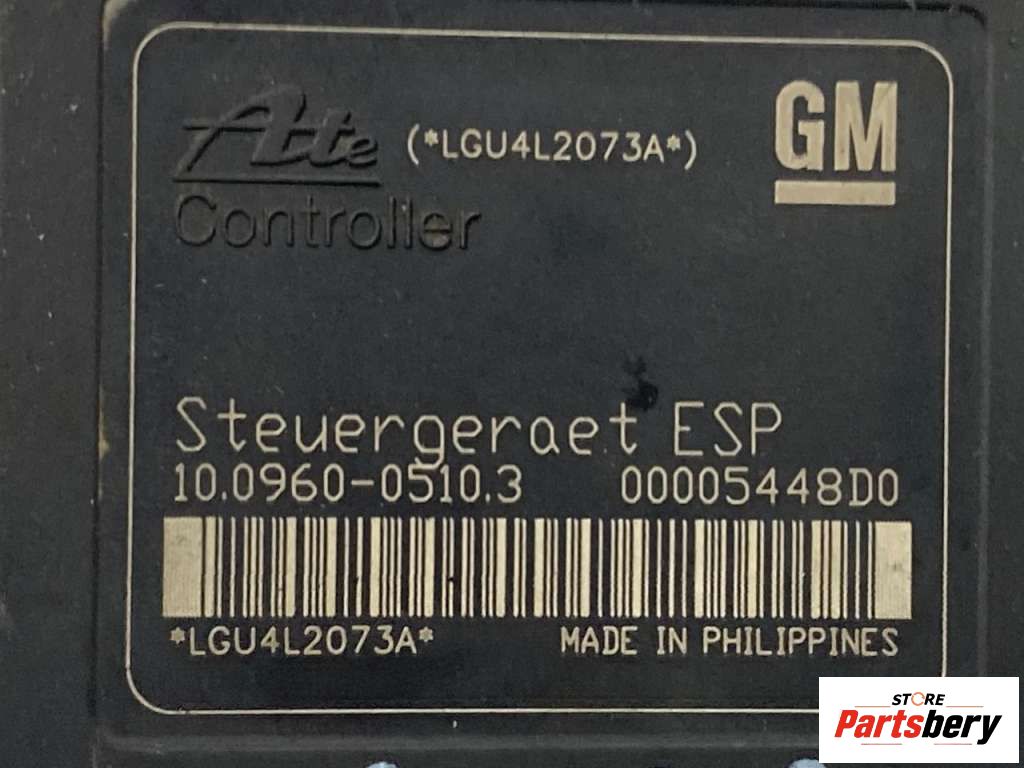 Ate (*LGU4L2073A*) GM
Controller
Steuergeraet ESP
10.0960-0510.3 00005448D0
*LGU4L2073A* MADE IN PHILIPPINES
STORE
Partsbery